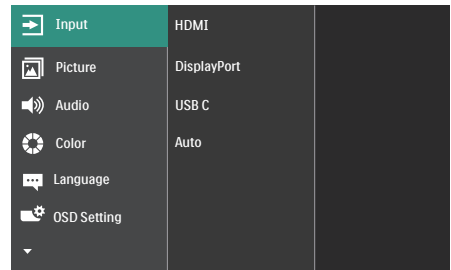 Input
HDMI
Picture
DisplayPort
Audio
USB C
Color
Auto
Language
OSD Setting